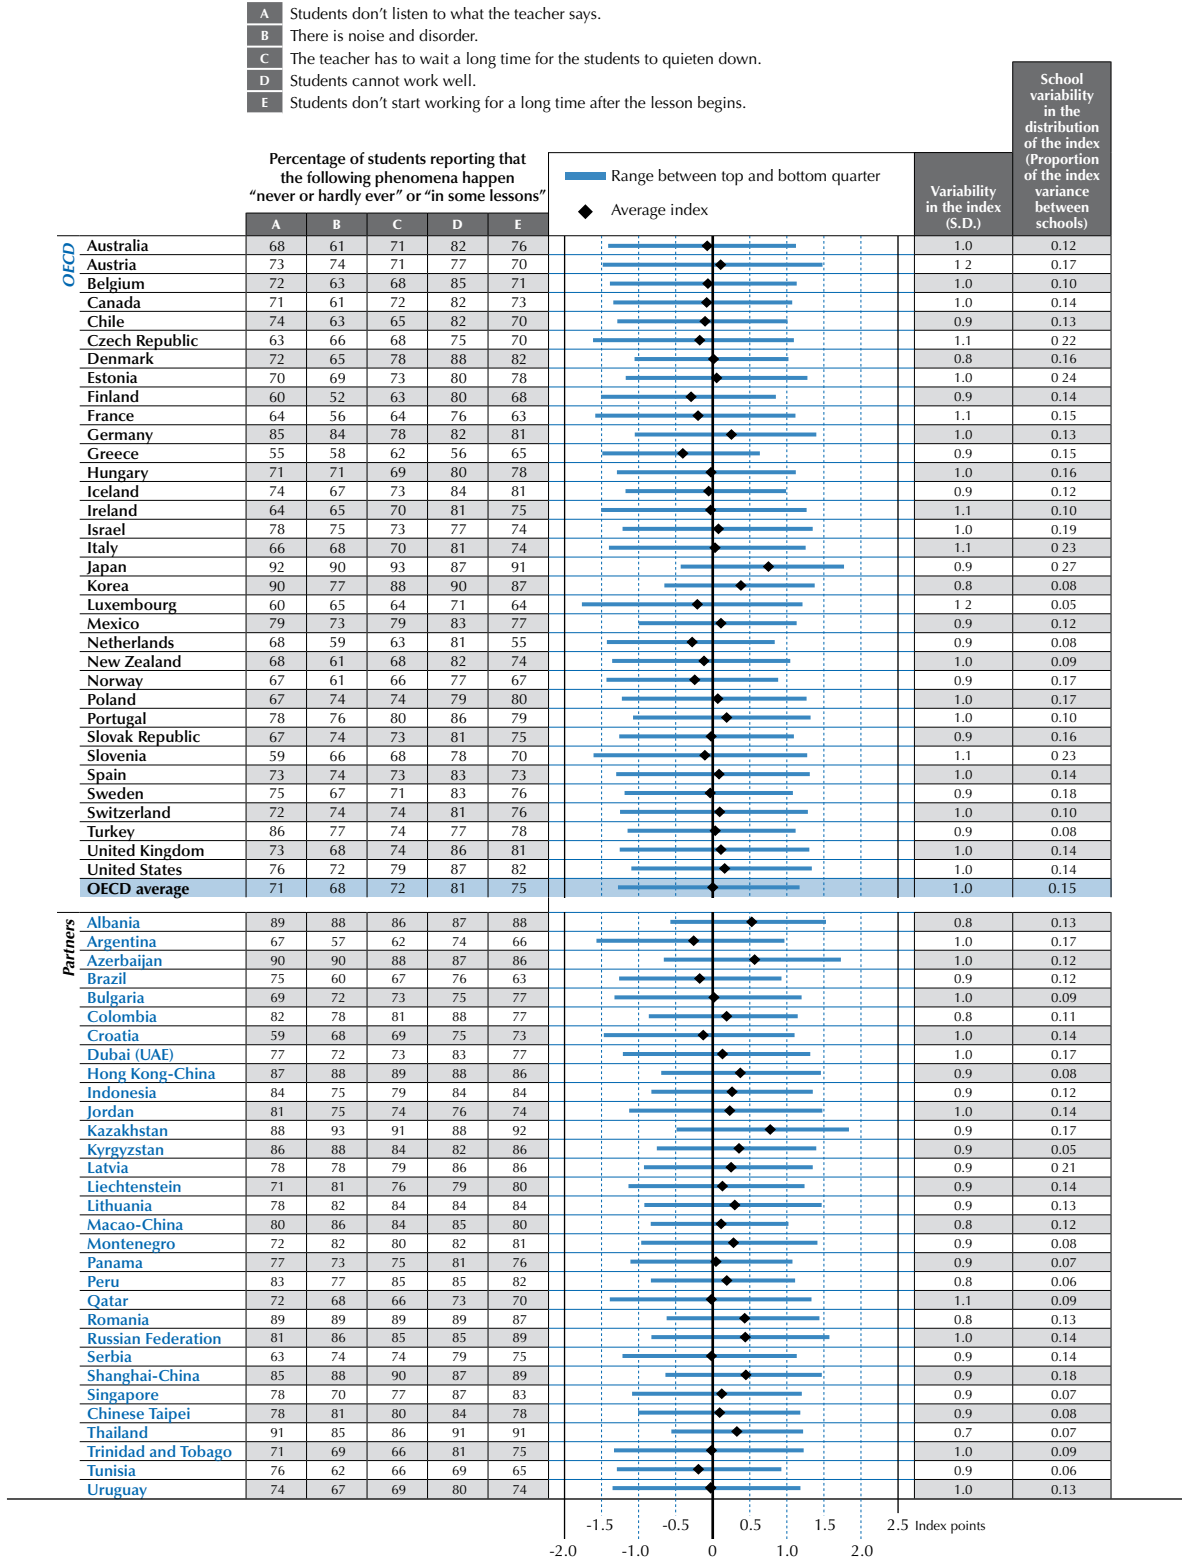 A Students don’t listen to what the teacher says.
B There is noise and disorder.
C The teacher has to wait a long time for the students to quieten down.
D Students cannot work well.
E Students don’t start working for a long time after the lesson begins.
Percentage of students reporting that
the following phenomena happen
“never or hardly ever” or “in some lessons”
A B C D E
Range between top and bottom quarter
Average index
Variability
in the index
(S.D.)
School
variability
in the
distribution
of the index
(Proportion
of the index
variance
between
schools)
OECD
Australia 68 61 71 82 76 1.0 0.12
Austria 73 74 71 77 70 1 2 0.17
Belgium 72 63 68 85 71 1.0 0.10
Canada 71 61 72 82 73 1.0 0.14
Chile 74 63 65 82 70 0.9 0.13
Czech Republic 63 66 68 75 70 1.1 0 22
Denmark 72 65 78 88 82 0.8 0.16
Estonia 70 69 73 80 78 1.0 0 24
Finland 60 52 63 80 68 0.9 0.14
France 64 56 64 76 63 1.1 0.15
Germany 85 84 78 82 81 1.0 0.13
Greece 55 58 62 56 65 0.9 0.15
Hungary 71 71 69 80 78 1.0 0.16
Iceland 74 67 73 84 81 0.9 0.12
Ireland 64 65 70 81 75 1.1 0.10
Israel 78 75 73 77 74 1.0 0.19
Italy 66 68 70 81 74 1.1 0 23
Japan 92 90 93 87 91 0.9 0 27
Korea 90 77 88 90 87 0.8 0.08
Luxembourg 60 65 64 71 64 1 2 0.05
Mexico 79 73 79 83 77 0.9 0.12
Netherlands 68 59 63 81 55 0.9 0.08
New Zealand 68 61 68 82 74 1.0 0.09
Norway 67 61 66 77 67 0.9 0.17
Poland 67 74 74 79 80 1.0 0.17
Portugal 78 76 80 86 79 1.0 0.10
Slovak Republic 67 74 73 81 75 0.9 0.16
Slovenia 59 66 68 78 70 1.1 0 23
Spain 73 74 73 83 73 1.0 0.14
Sweden 75 67 71 83 76 0.9 0.18
Switzerland 72 74 74 81 76 1.0 0.10
Turkey 86 77 74 77 78 0.9 0.08
United Kingdom 73 68 74 86 81 1.0 0.14
United States 76 72 79 87 82 1.0 0.14
OECD average 71 68 72 81 75 1.0 0.15
Partners
Albania 89 88 86 87 88 0.8 0.13
Argentina 67 57 62 74 66 1.0 0.17
Azerbaijan 90 90 88 87 86 1.0 0.12
Brazil 75 60 67 76 63 0.9 0.12
Bulgaria 69 72 73 75 77 1.0 0.09
Colombia 82 78 81 88 77 0.8 0.11
Croatia 59 68 69 75 73 1.0 0.14
Dubai (UAE) 77 72 73 83 77 1.0 0.17
Hong Kong-China 87 88 89 88 86 0.9 0.08
Indonesia 84 75 79 84 84 0.9 0.12
Jordan 81 75 74 76 74 1.0 0.14
Kazakhstan 88 93 91 88 92 0.9 0.17
Kyrgyzstan 86 88 84 82 86 0.9 0.05
Latvia 78 78 79 86 86 0.9 0 21
Liechtenstein 71 81 76 79 80 0.9 0.14
Lithuania 78 82 84 84 84 0.9 0.13
Macao-China 80 86 84 85 80 0.8 0.12
Montenegro 72 82 80 82 81 0.9 0.08
Panama 77 73 75 81 76 0.9 0.07
Peru 83 77 85 85 82 0.8 0.06
Qatar 72 68 66 73 70 1.1 0.09
Romania 89 89 89 89 87 0.8 0.13
Russian Federation 81 86 85 85 89 1.0 0.14
Serbia 63 74 74 79 75 0.9 0.14
Shanghai-China 85 88 90 87 89 0.9 0.18
Singapore 78 70 77 87 83 0.9 0.07
Chinese Taipei 78 81 80 84 78 0.9 0.08
Thailand 91 85 86 91 91 0.7 0.07
Trinidad and Tobago 71 69 66 81 75 1.0 0.09
Tunisia 76 62 66 69 65 0.9 0.06
Uruguay 74 67 69 80 74 1.0 0.13
-1.5 -0.5 0.5 1.5 2.5 Index points
-2.0 -1.0 0 1.0 2.0